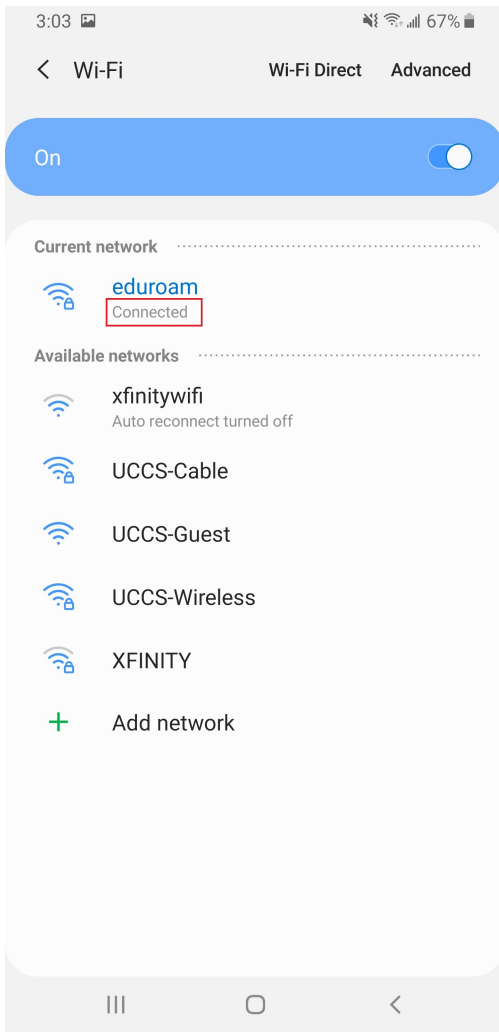 3:03 67%
Wi-Fi Wi-Fi Direct Advanced
On
Current network
eduroam
Connected
Available networks
xfinitywifi
Auto reconnect turned off
UCCS-Cable
UCCS-Guest
UCCS-Wireless
XFINITY
Add network